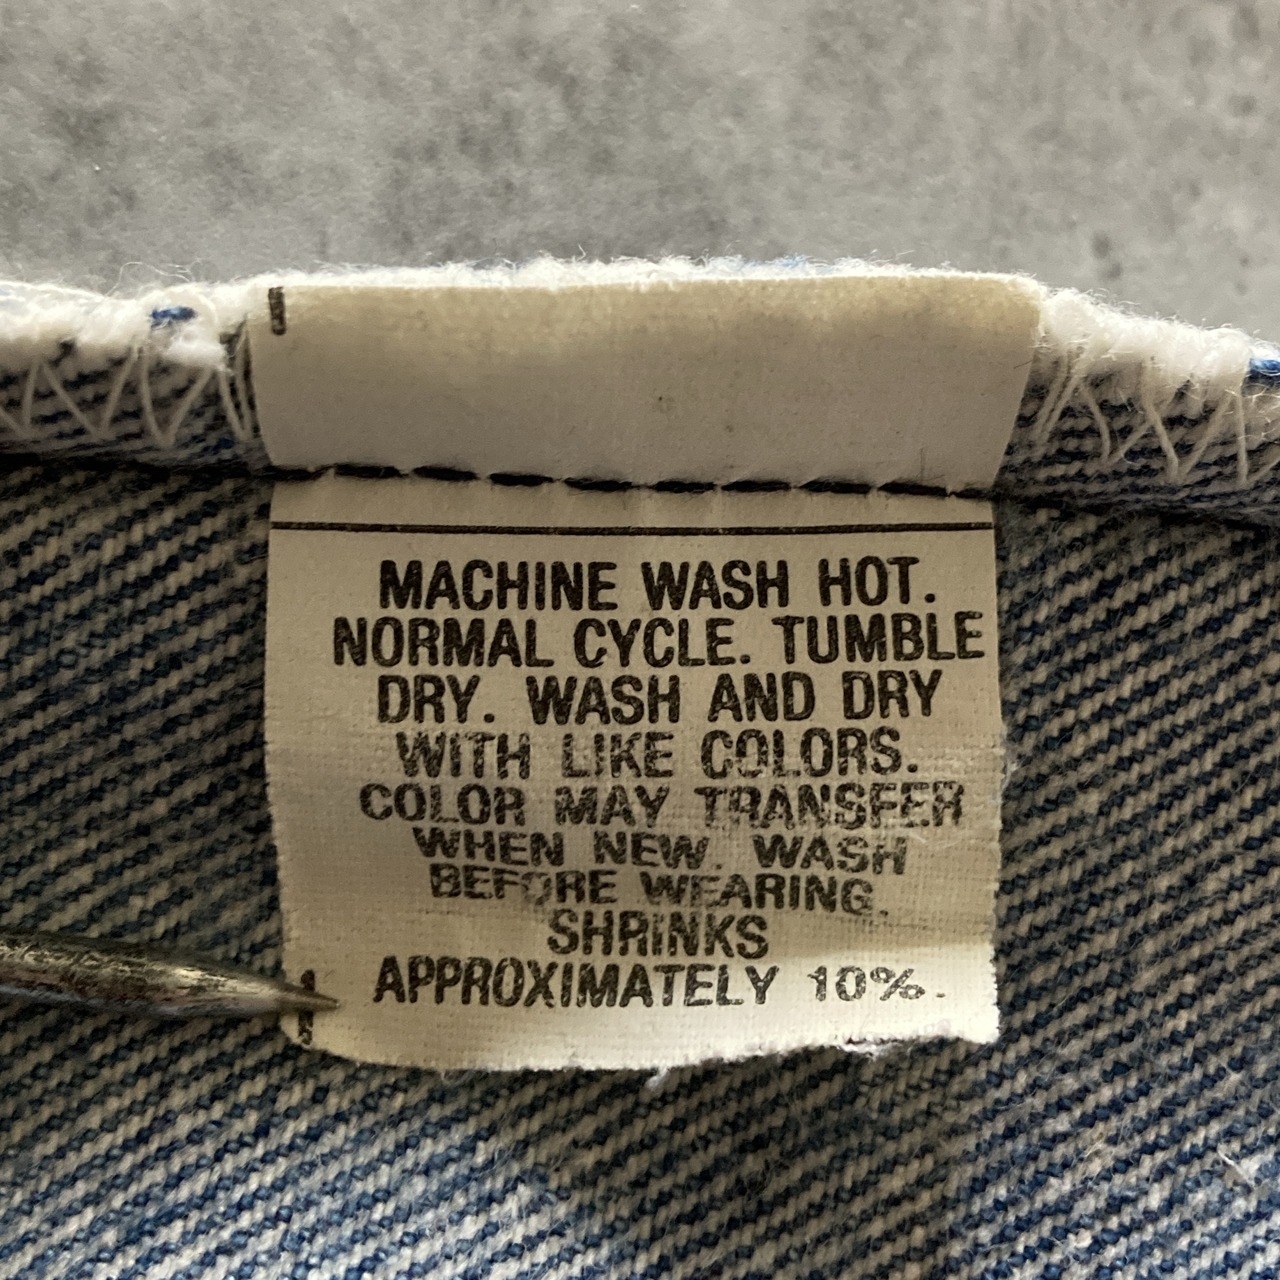 MACHINE WASH HOT.
NORMAL CYCLE. TUMBLE
DRY. WASH AND DRY
WITH LIKE COLORS.
COLOR MAY TRANSFER
WHEN NEW. WASH
BEFORE WEARING.
SHRINKS
APPROXIMATELY 10%.